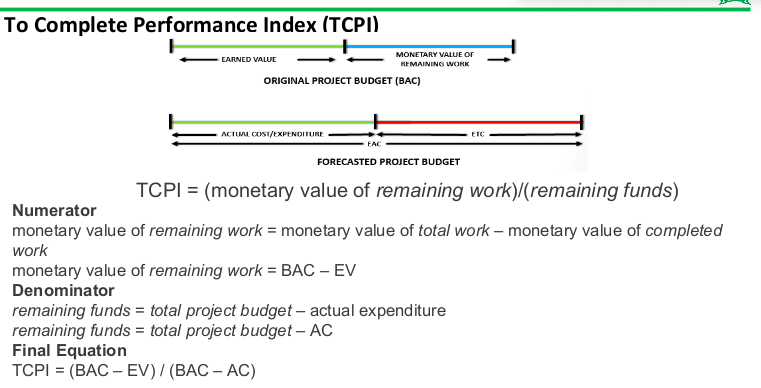 To Complete Performance Index (TCPI)
EARNED VALUE
MONETARY VALUE OF
REMAINING WORK
ORIGINAL PROJECT BUDGET (BAC)
ACTUAL COST/EXPENDITURE
ETC
EAC
FORECASTED PROJECT BUDGET
TCPI = (monetary value of remaining work)/(remaining funds)
Numerator
monetary value of remaining work = monetary value of total work – monetary value of completed
work
monetary value of remaining work = BAC – EV
Denominator
remaining funds = total project budget – actual expenditure
remaining funds = total project budget – AC
Final Equation
TCPI = (BAC – EV) / (BAC – AC)